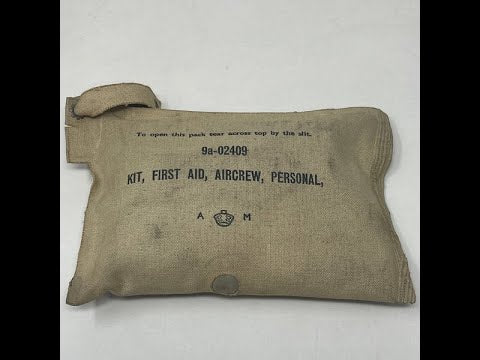 To open this pack tear across top by the slit.
9a-02409
KIT, FIRST AID, AIRCREW, PERSONAL,
A M